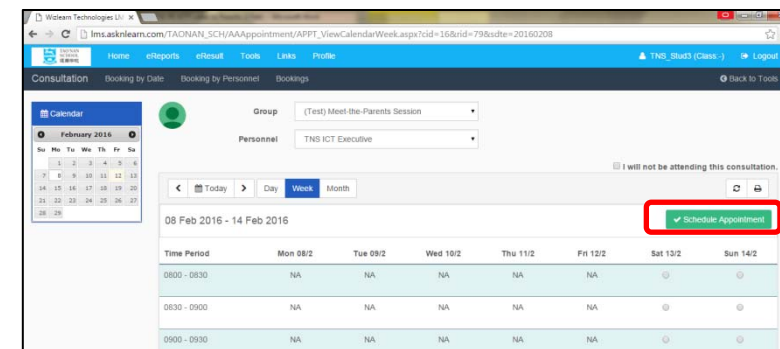 Wizlearn Technologies LM
lms.asknlearn.com/TAONAN_SCH/AAAppointment/APPT_ViewCalendarWeek.aspx?cid=16&rid=79&sdte=20160208
Home eReports eResult Tools Links Profile TNS_Stud3 (Class:-) Logout
Consultation Booking by Date Booking by Personnel Bookings Back to Tools
Calendar
February 2016
Su Mo Tu We Th Fr Sa
1 2 3 4 5 6
7 8 9 10 11 12 13
14 15 16 17 18 19 20
21 22 23 24 25 26 27
28 29
Group (Test) Meet-the-Parents Session
Personnel TNS ICT Executive
I will not be attending this consultation.
Today Day Week Month
08 Feb 2016 - 14 Feb 2016 Schedule Appointment
Time Period Mon 08/2 Tue 09/2 Wed 10/2 Thu 11/2 Fri 12/2 Sat 13/2 Sun 14/2
0800 - 0830 NA NA NA NA NA
0830 - 0900 NA NA NA NA NA
0900 - 0930 NA NA NA NA NA